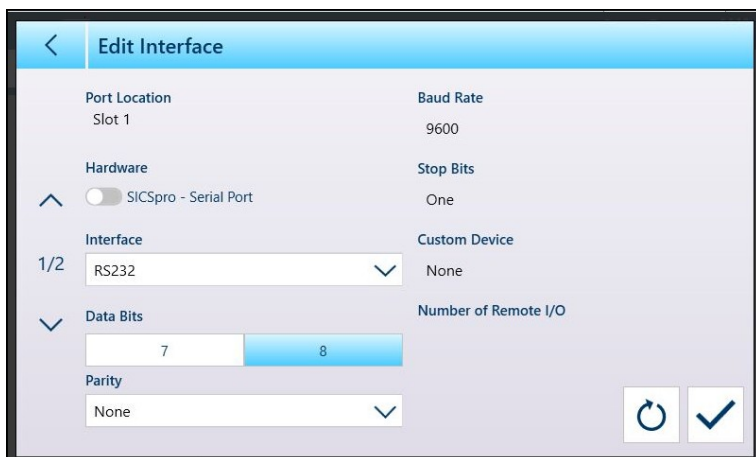 Edit Interface
Port Location
Slot 1
Hardware
SICSpro - Serial Port
1/2
Interface
RS232
Data Bits
7
8
Parity
None
Baud Rate
9600
Stop Bits
One
Custom Device
None
Number of Remote I/O